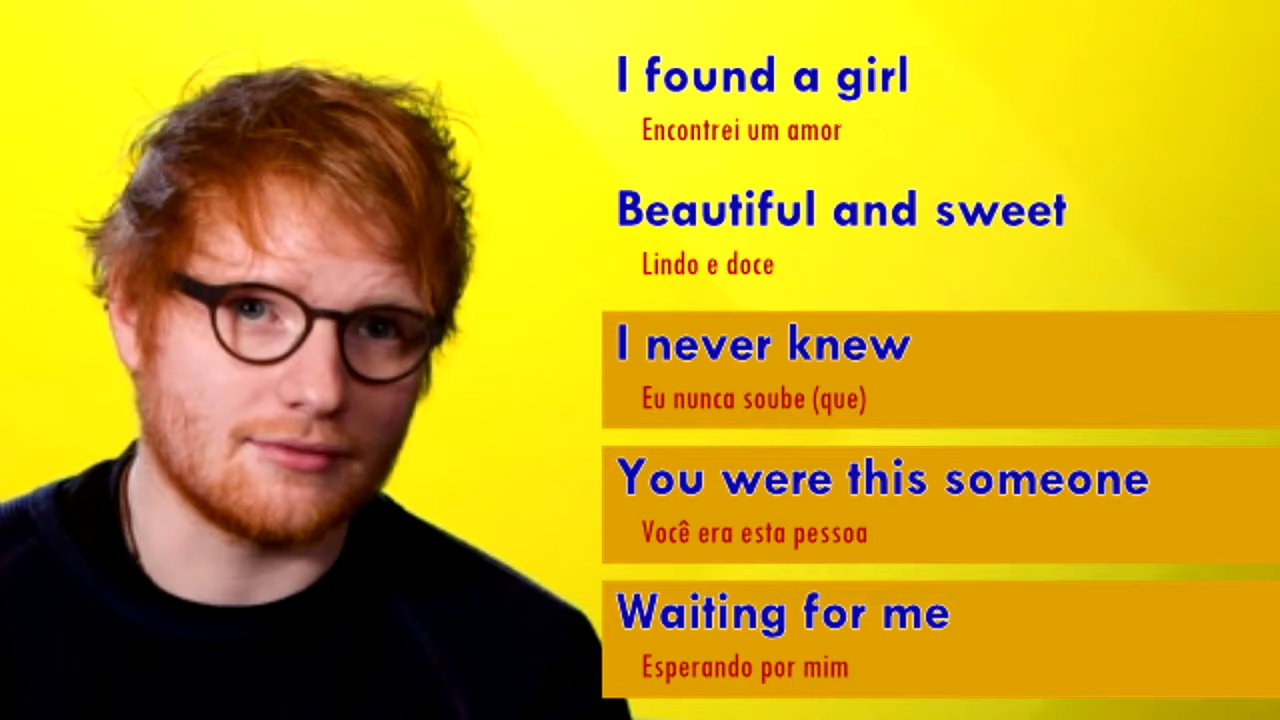 I found a girl
Encontrei um amor
Beautiful and sweet
Lindo e doce
I never knew
Eu nunca soube (que)
You were this someone
Você era esta pessoa
Waiting for me
Esperando por mim